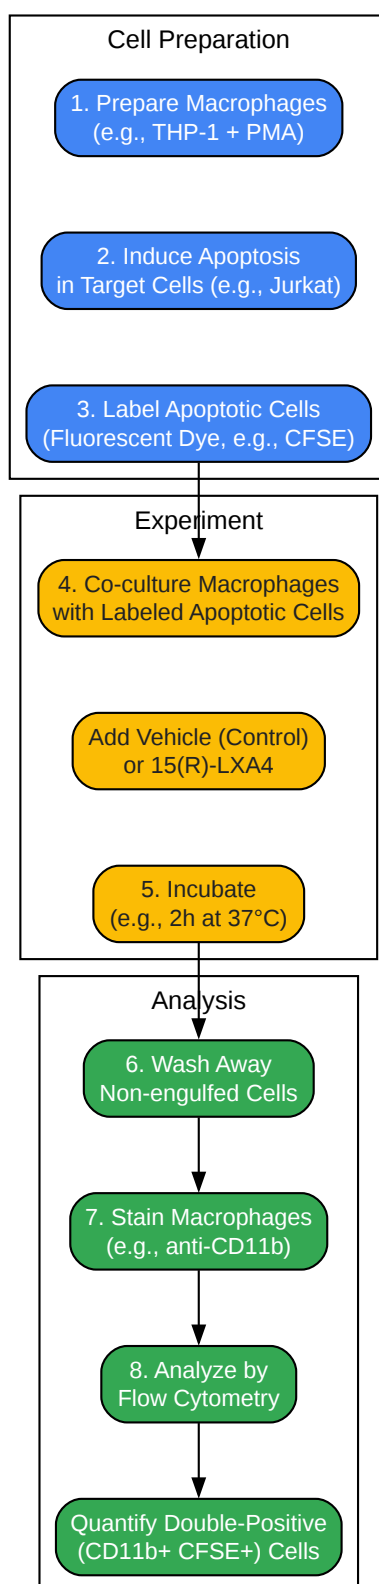 Cell Preparation
1. Prepare Macrophages
(e.g., THP-1 + PMA)
2. Induce Apoptosis
in Target Cells (e.g., Jurkat)
3. Label Apoptotic Cells
(Fluorescent Dye, e.g., CFSE)
Experiment
4. Co-culture Macrophages
with Labeled Apoptotic Cells
Add Vehicle (Control)
or 15(R)-LXA4
5. Incubate
(e.g., 2h at 37°C)
Analysis
6. Wash Away
Non-engulfed Cells
7. Stain Macrophages
(e.g., anti-CD11b)
8. Analyze by
Flow Cytometry
Quantify Double-Positive
(CD11b+ CFSE+) Cells